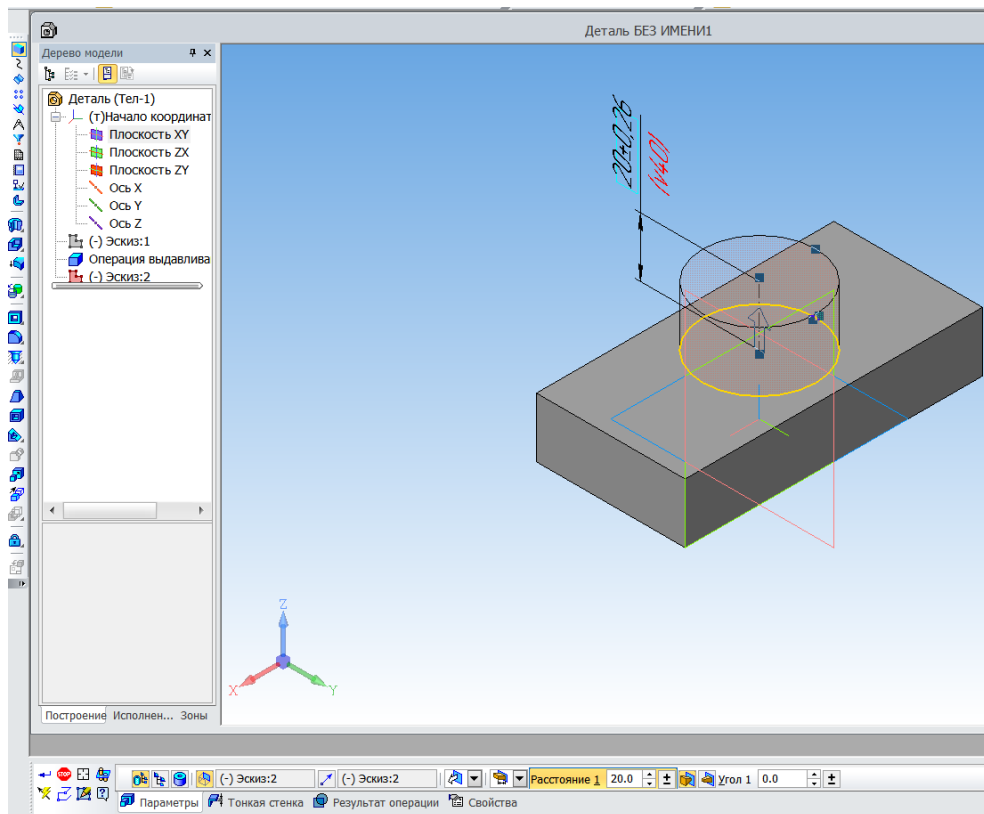 Деталь БЕЗ ИМЕНИ1
Дерево модели
Деталь (Тел-1)
(т)Начало координат
Плоскость XY
Плоскость ZX
Плоскость ZY
Ось X
Ось Y
Ось Z
(-) Эскиз:1
Операция выдавлива
(-) Эскиз:2
20±0,26
(v40)
Z
X
Y
Построение Исполнен... Зоны
STOP
(-) Эскиз:2 (-) Эскиз:2 Расстояние 1 20.0 Угол 1 0.0
Параметры Тонкая стенка Результат операции Свойства